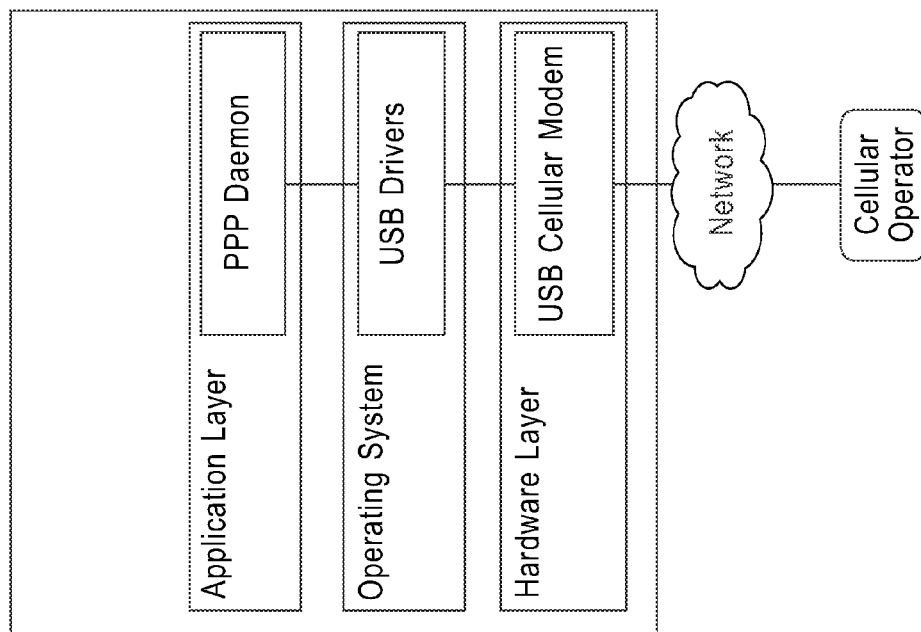 Application Layer
PPP Daemon
Operating System
USB Drivers
Hardware Layer
USB Cellular Modem
Network
Cellular
Operator